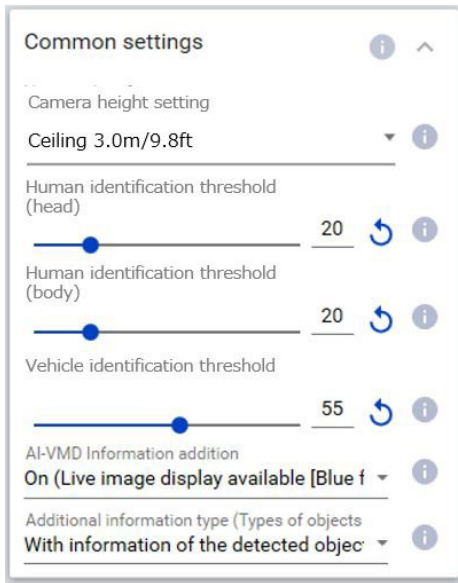 Common settings
Camera height setting
Ceiling 3.0m/9.8ft
Human identification threshold
(head)
20
Human identification threshold
(body)
20
Vehicle identification threshold
55
AI-VMD Information addition
On (Live image display available [Blue f
Additional information type (Types of objects
With information of the detected objec